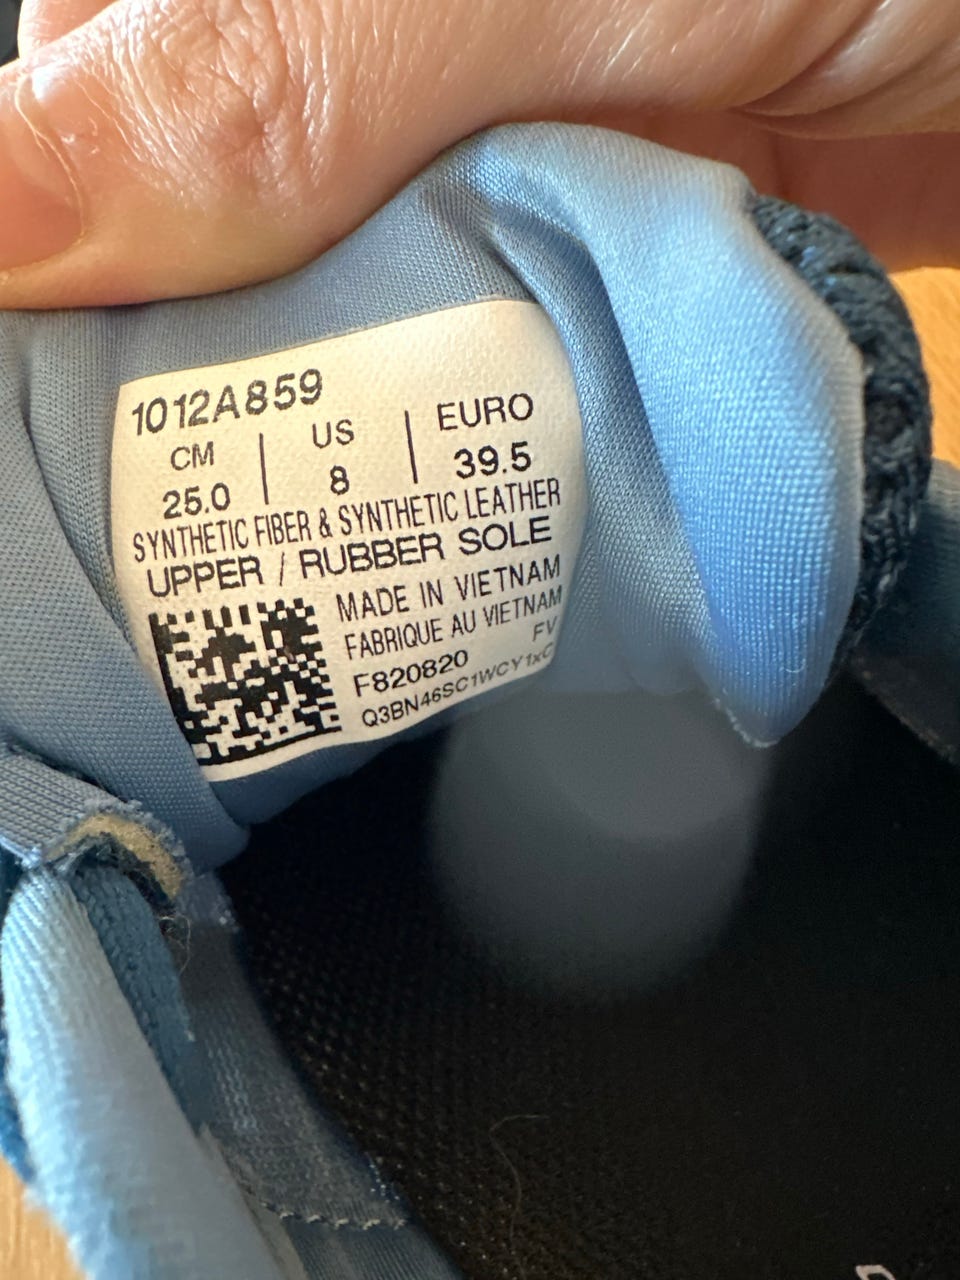 1012A859
CM | US | EURO
25.0 | 8 | 39.5
SYNTHETIC FIBER & SYNTHETIC LEATHER
UPPER / RUBBER SOLE
MADE IN VIETNAM
FABRIQUE AU VIETNAM
F820820 FV
Q3BN46SC1WCY1xC